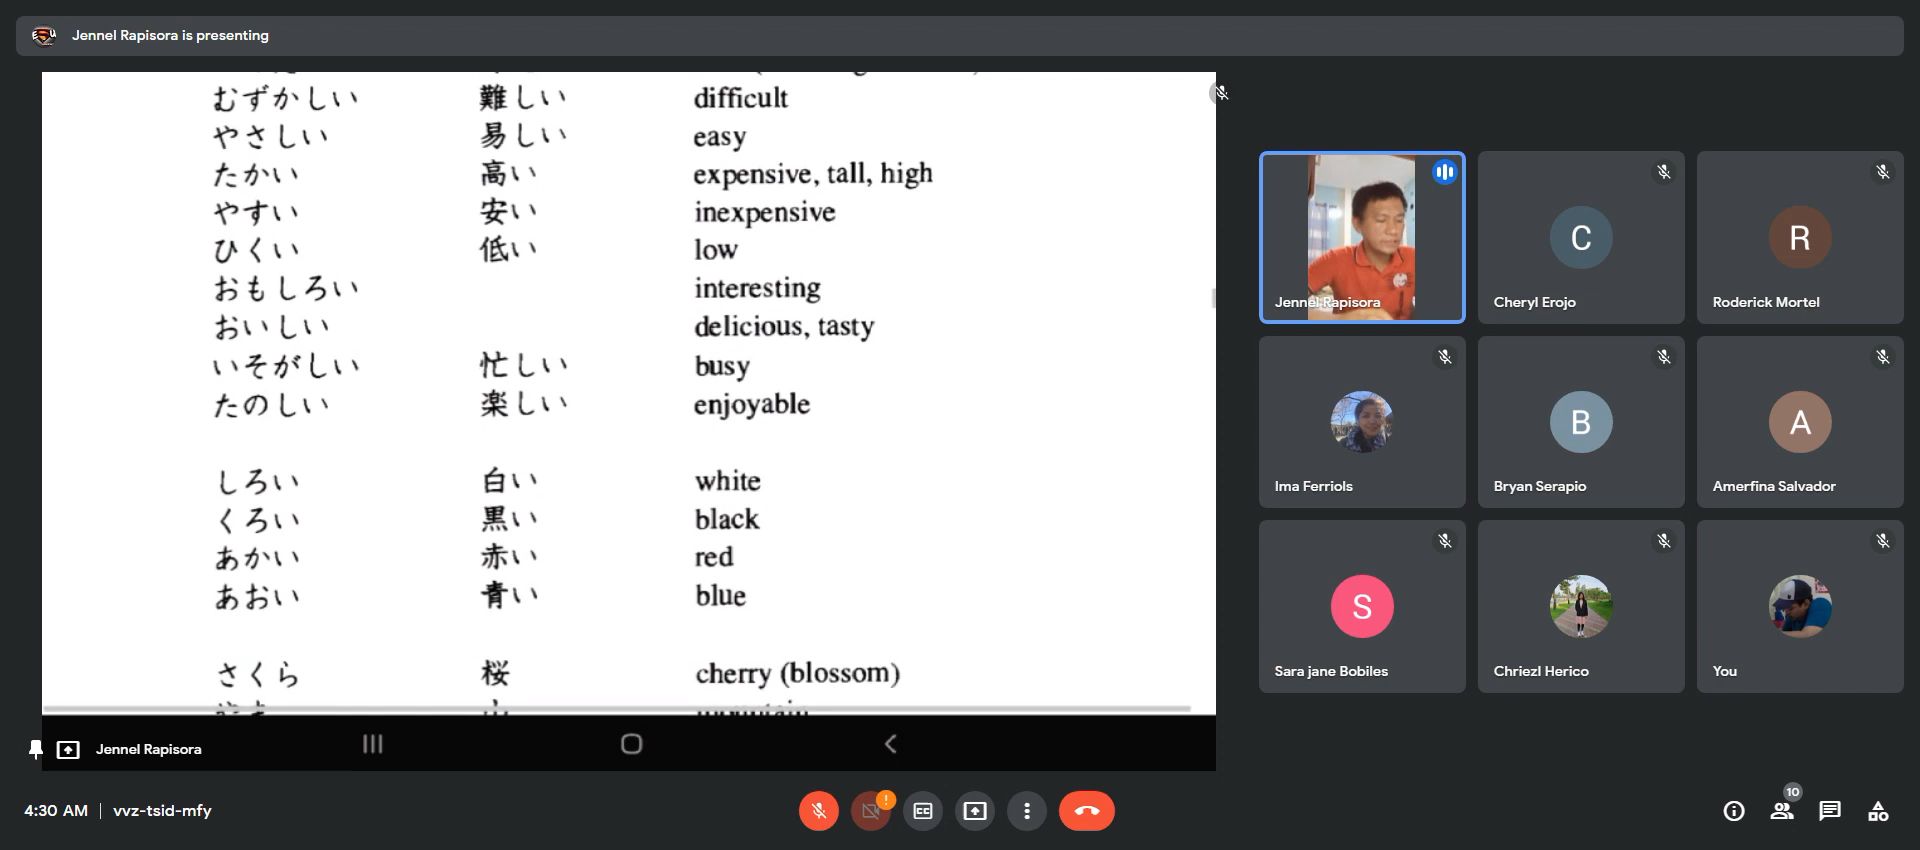 Jennel Rapisora is presenting
むずかしい 難しい difficult
やさしい 易しい easy
たかい 高い expensive, tall, high
やすい 安い inexpensive
ひくい 低い low
おもしろい interesting
おいしい delicious, tasty
いそがしい 忙しい busy
たのしい 楽しい enjoyable
しろい 白い white
くろい 黒い black
あかい 赤い red
あおい 青い blue
さくら 桜 cherry (blossom)
Jennel Rapisora
Jennel Rapisora
Cheryl Erojo
Roderick Mortel
Ima Ferriols
B
Bryan Serapio
A
Amerfina Salvador
S
Sara jane Bobiles
Chriezl Herico
You
C
R
4:30 AM | vvz-tsid-mfy
CC
10